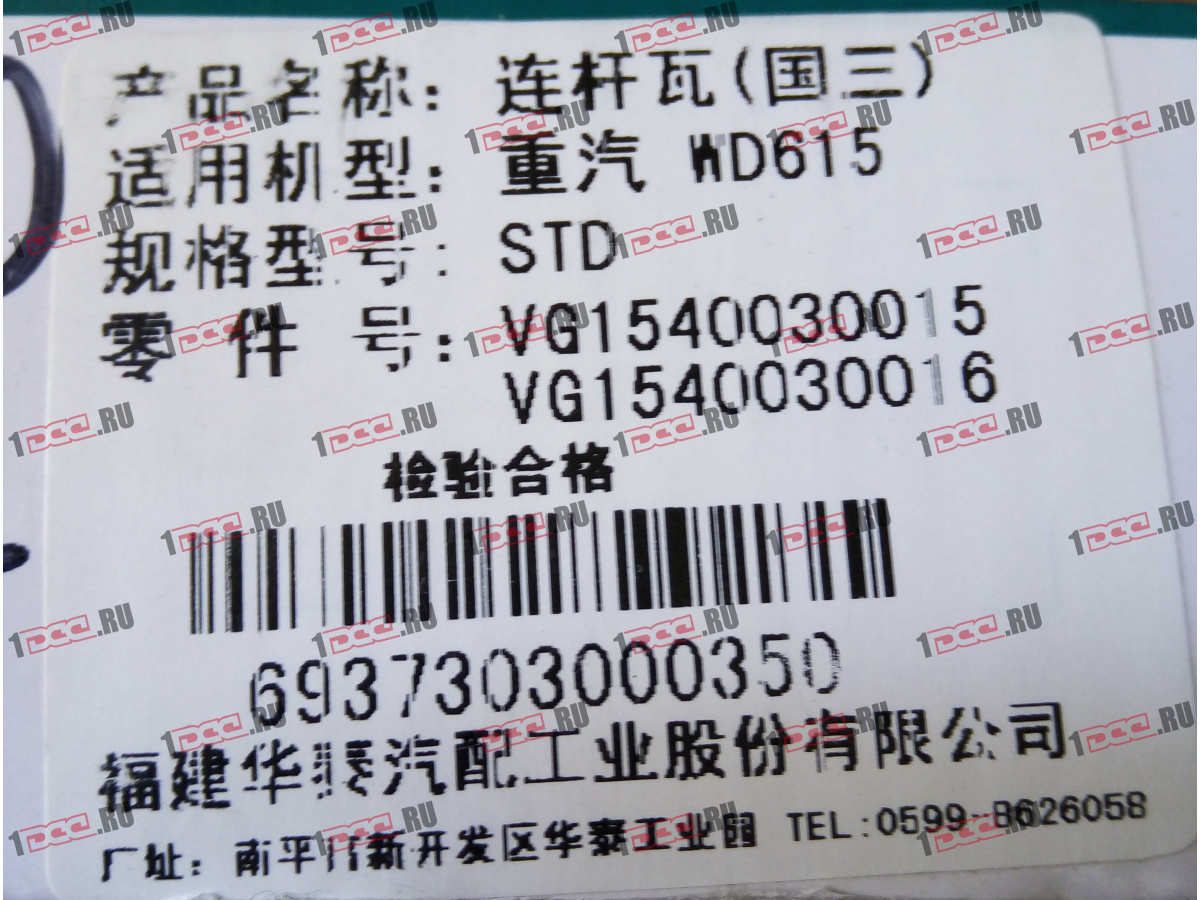 产品名称：连杆瓦(国三)
适用机型：重汽 WD615
规格型号：STD
零件 号：VG1540030015
VG1540030016
检验合格
6937303000350
福建华泰汽配工业股份有限公司
厂址：南平新开发区华泰工业园 TEL:0599-8626058
1DCC.RU